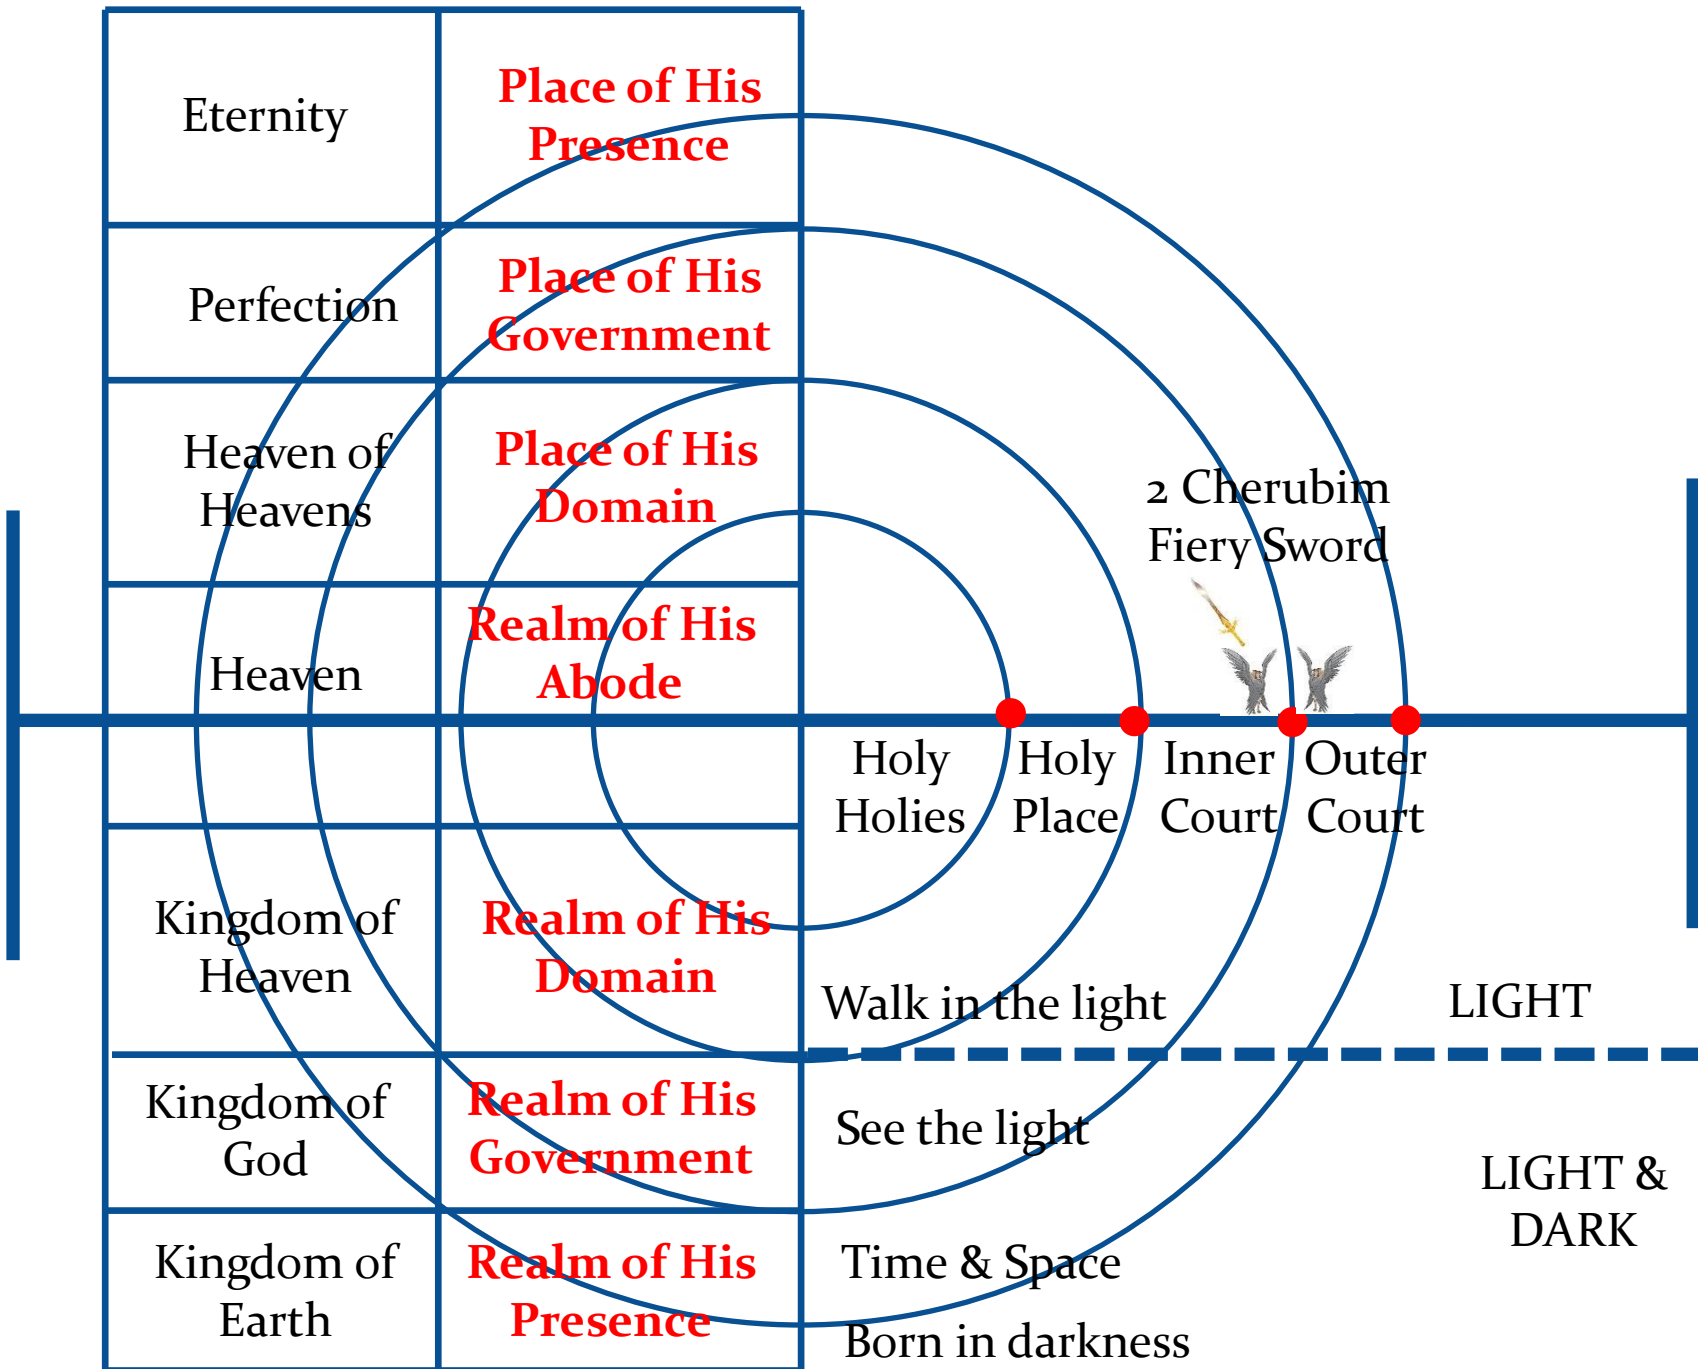 Eternity
Place of His
Presence
Perfection
Place of His
Government
Heaven of
Heavens
Place of His
Domain
2 Cherubim
Fiery Sword
Heaven
Realm of His
Abode
Holy
Holies
Holy
Place
Inner
Court
Outer
Court
Kingdom of
Heaven
Realm of His
Domain
Walk in the light
LIGHT
Kingdom of
God
Realm of His
Government
See the light
LIGHT &
DARK
Kingdom of
Earth
Realm of His
Presence
Time & Space
Born in darkness